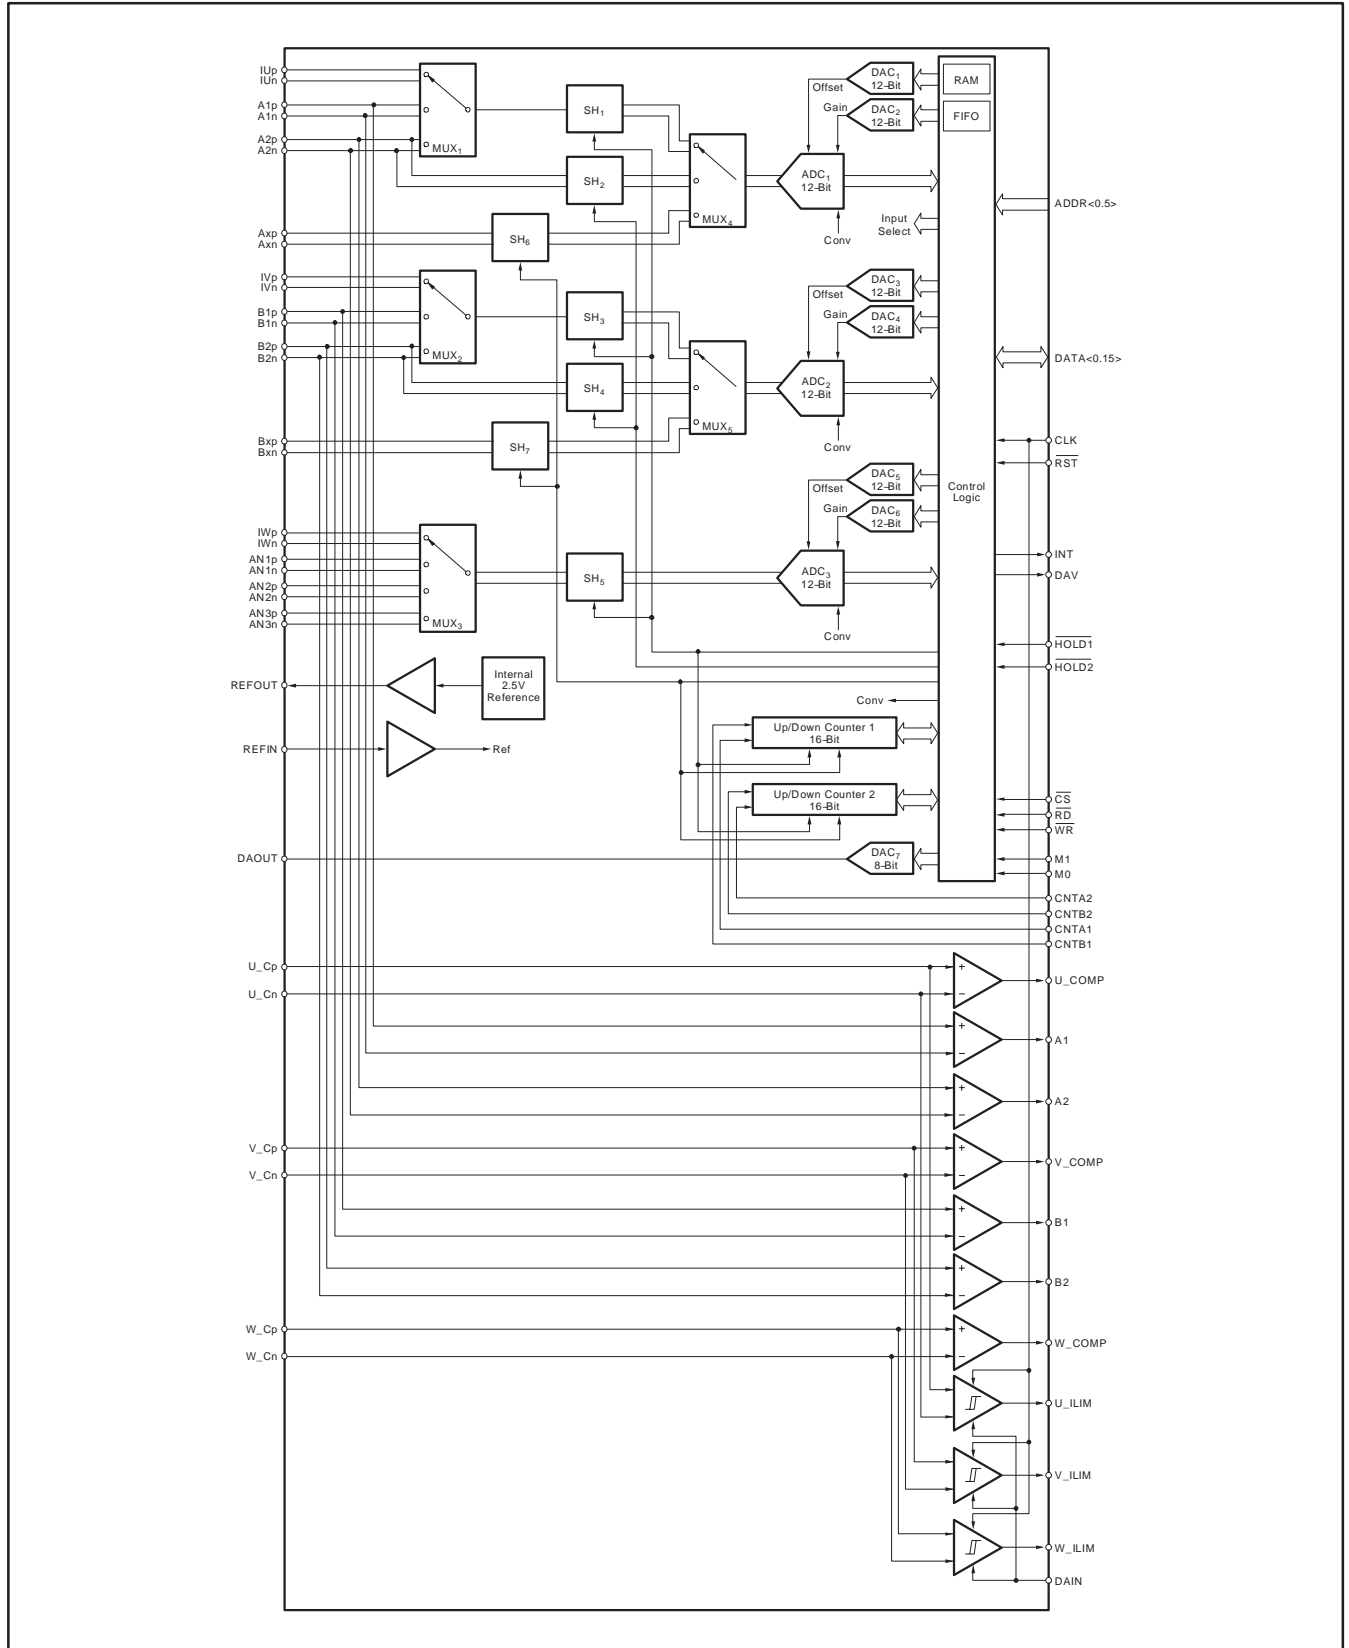 IUp
IUn
A1p
A1n
A2p
A2n
MUX₁
SH₁
SH₂
MUX₄
Axp
Axn
SH₆
Offset
DAC₁
12-Bit
Gain
DAC₂
12-Bit
ADC₁
12-Bit
Conv
RAM
FIFO
Input
Select
ADDR<0.5>
IVp
IVn
B1p
B1n
B2p
B2n
MUX₂
SH₃
SH₄
MUX₅
Bxp
Bxn
SH₇
Offset
DAC₃
12-Bit
Gain
DAC₄
12-Bit
ADC₂
12-Bit
Conv
DATA<0.15>
CLK
RST
Control
Logic
IWp
IWn
AN1p
AN1n
AN2p
AN2n
AN3p
AN3n
MUX₃
SH₅
Offset
DAC₅
12-Bit
Gain
DAC₆
12-Bit
ADC₃
12-Bit
Conv
INT
DAV
HOLD1
HOLD2
REFOUT
Internal
2.5V
Reference
Conv
REFIN
Ref
Up/Down Counter 1
16-Bit
Up/Down Counter 2
16-Bit
CS
RD
WR
DAOUT
DAC₇
8-Bit
M1
M0
CNTA2
CNTB2
CNTA1
CNTB1
U_Cp
U_Cn
+
–
U_COMP
+
–
A1
+
–
A2
V_Cp
V_Cn
+
–
V_COMP
+
–
B1
+
–
B2
W_Cp
W_Cn
+
–
W_COMP
U_ILIM
V_ILIM
W_ILIM
DAIN